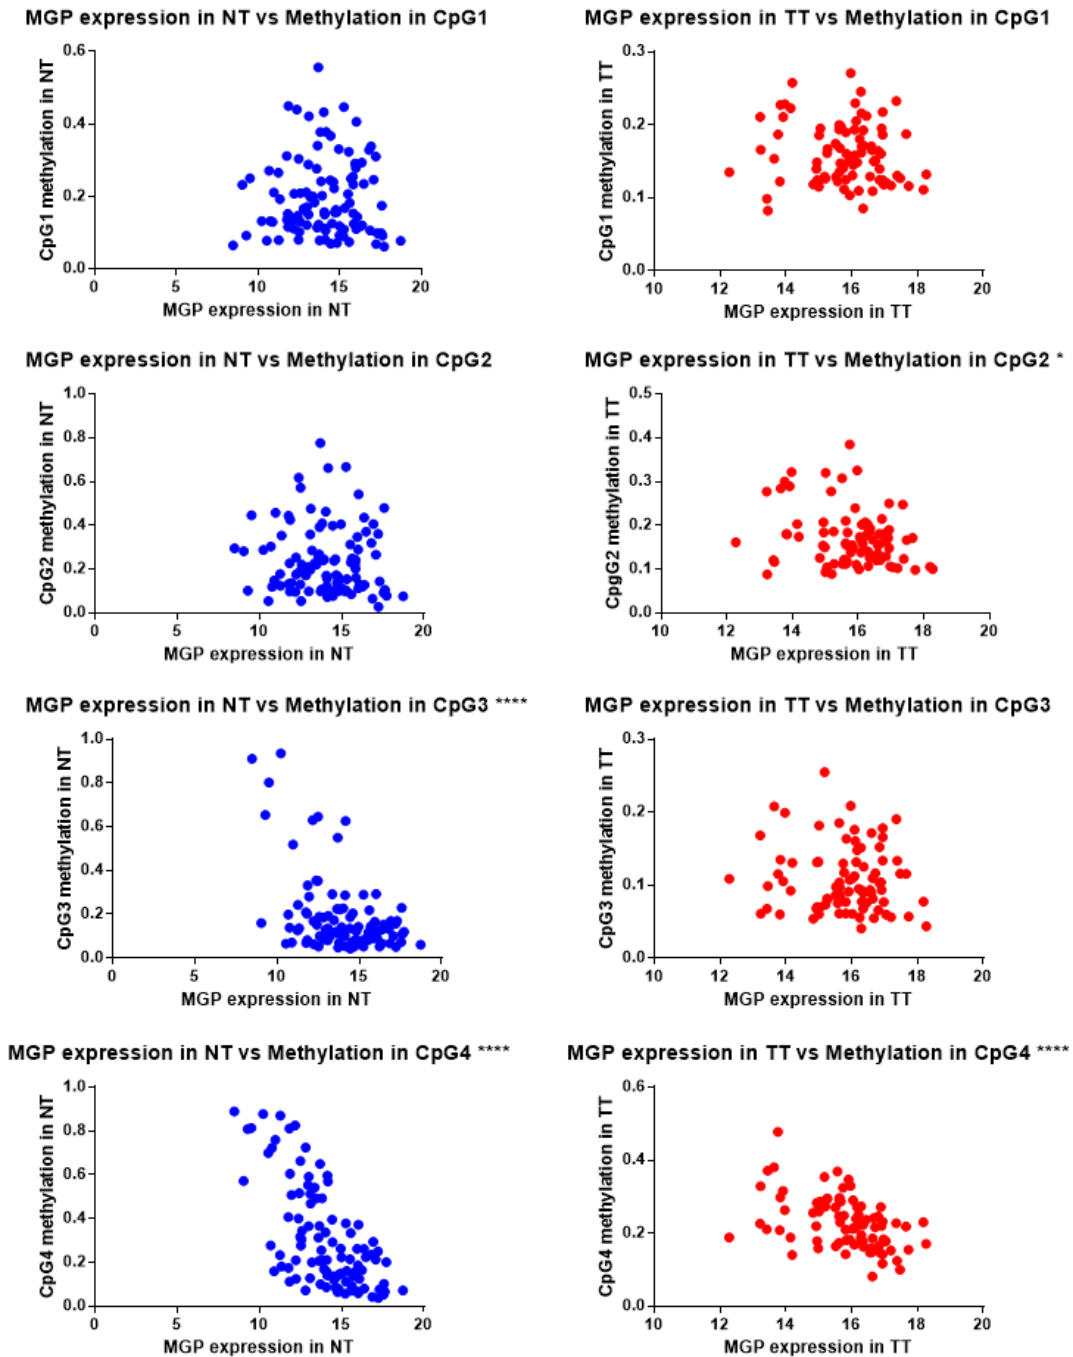 MGP expression in NT vs Methylation in CpG1
CpG1 methylation in NT
0.6
0.4
0.2
0.0
0 5 10 15 20
MGP expression in NT
MGP expression in TT vs Methylation in CpG1
CpG1 methylation in TT
0.3
0.2
0.1
0.0
10 12 14 16 18 20
MGP expression in TT
MGP expression in NT vs Methylation in CpG2
CpG2 methylation in NT
1.0
0.8
0.6
0.4
0.2
0.0
0 5 10 15 20
MGP expression in NT
MGP expression in TT vs Methylation in CpG2 *
CpgG2 methylation in TT
0.5
0.4
0.3
0.2
0.1
0.0
10 12 14 16 18 20
MGP expression in TT
MGP expression in NT vs Methylation in CpG3 ****
CpG3 methylation in NT
1.0
0.8
0.6
0.4
0.2
0.0
0 5 10 15 20
MGP expression in NT
MGP expression in TT vs Methylation in CpG3
CpG3 methylation in TT
0.3
0.2
0.1
0.0
10 12 14 16 18 20
MGP expression in TT
MGP expression in NT vs Methylation in CpG4 ****
CpG4 methylation in NT
1.0
0.8
0.6
0.4
0.2
0.0
0 5 10 15 20
MGP expression in NT
MGP expression in TT vs Methylation in CpG4 ****
CpG4 methylation in TT
0.6
0.4
0.2
0.0
10 12 14 16 18 20
MGP expression in TT